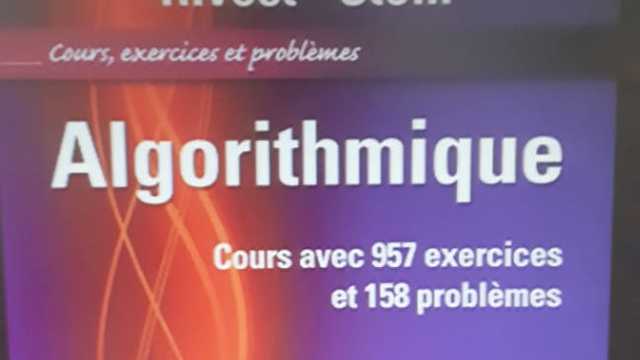 Cours, exercices et problèmes
Algorithmique
Cours avec 957 exercices
et 158 problèmes